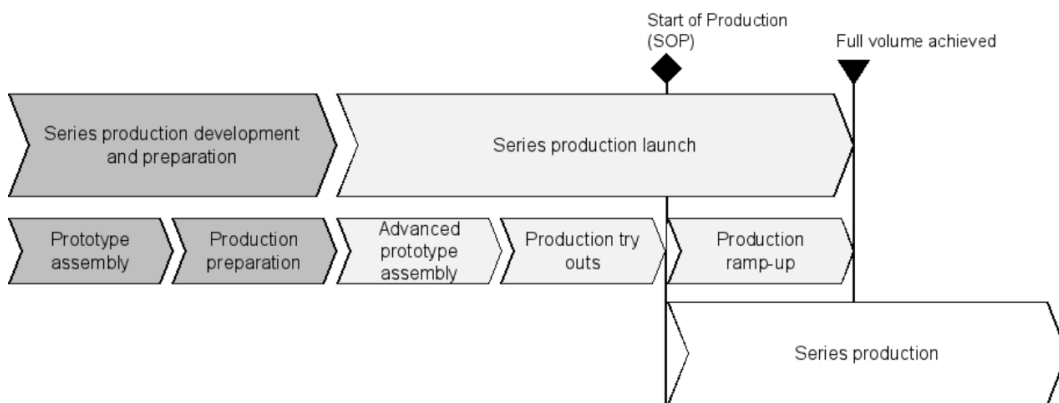 Start of Production
(SOP)
Full volume achieved
Series production development
and preparation
Series production launch
Prototype
assembly
Production
preparation
Advanced
prototype
assembly
Production try
outs
Production
ramp-up
Series production